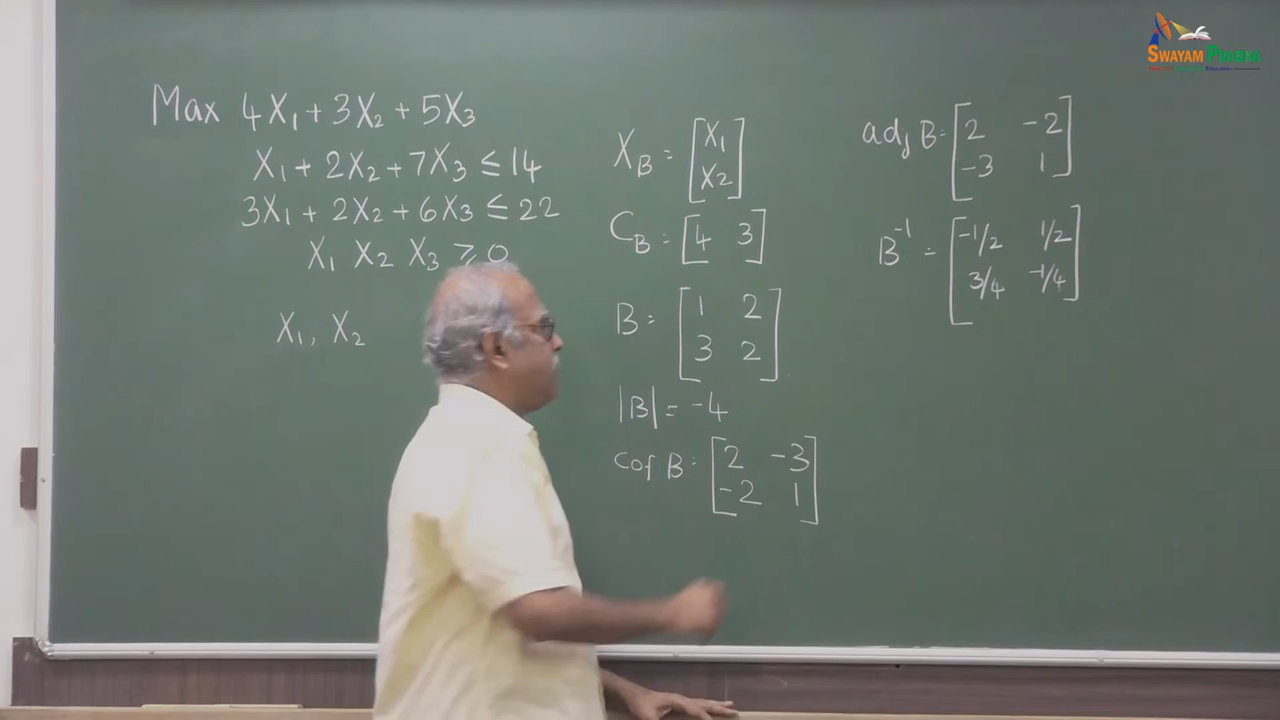 Max 4X₁ + 3X₂ + 5X₃
X₁ + 2X₂ + 7X₃ ≤ 14
3X₁ + 2X₂ + 6X₃ ≤ 22
X₁ X₂ X₃ ≥ 0
X₁, X₂
X_B = [X₁
X₂]
C_B = [4 3]
B = [1 2
3 2]
|B| = -4
Cof B = [2 -3
-2 1]
adj B = [2 -2
-3 1]
B⁻¹ = [-1/2 1/2
3/4 -1/4]
SWAYAM PRABHA